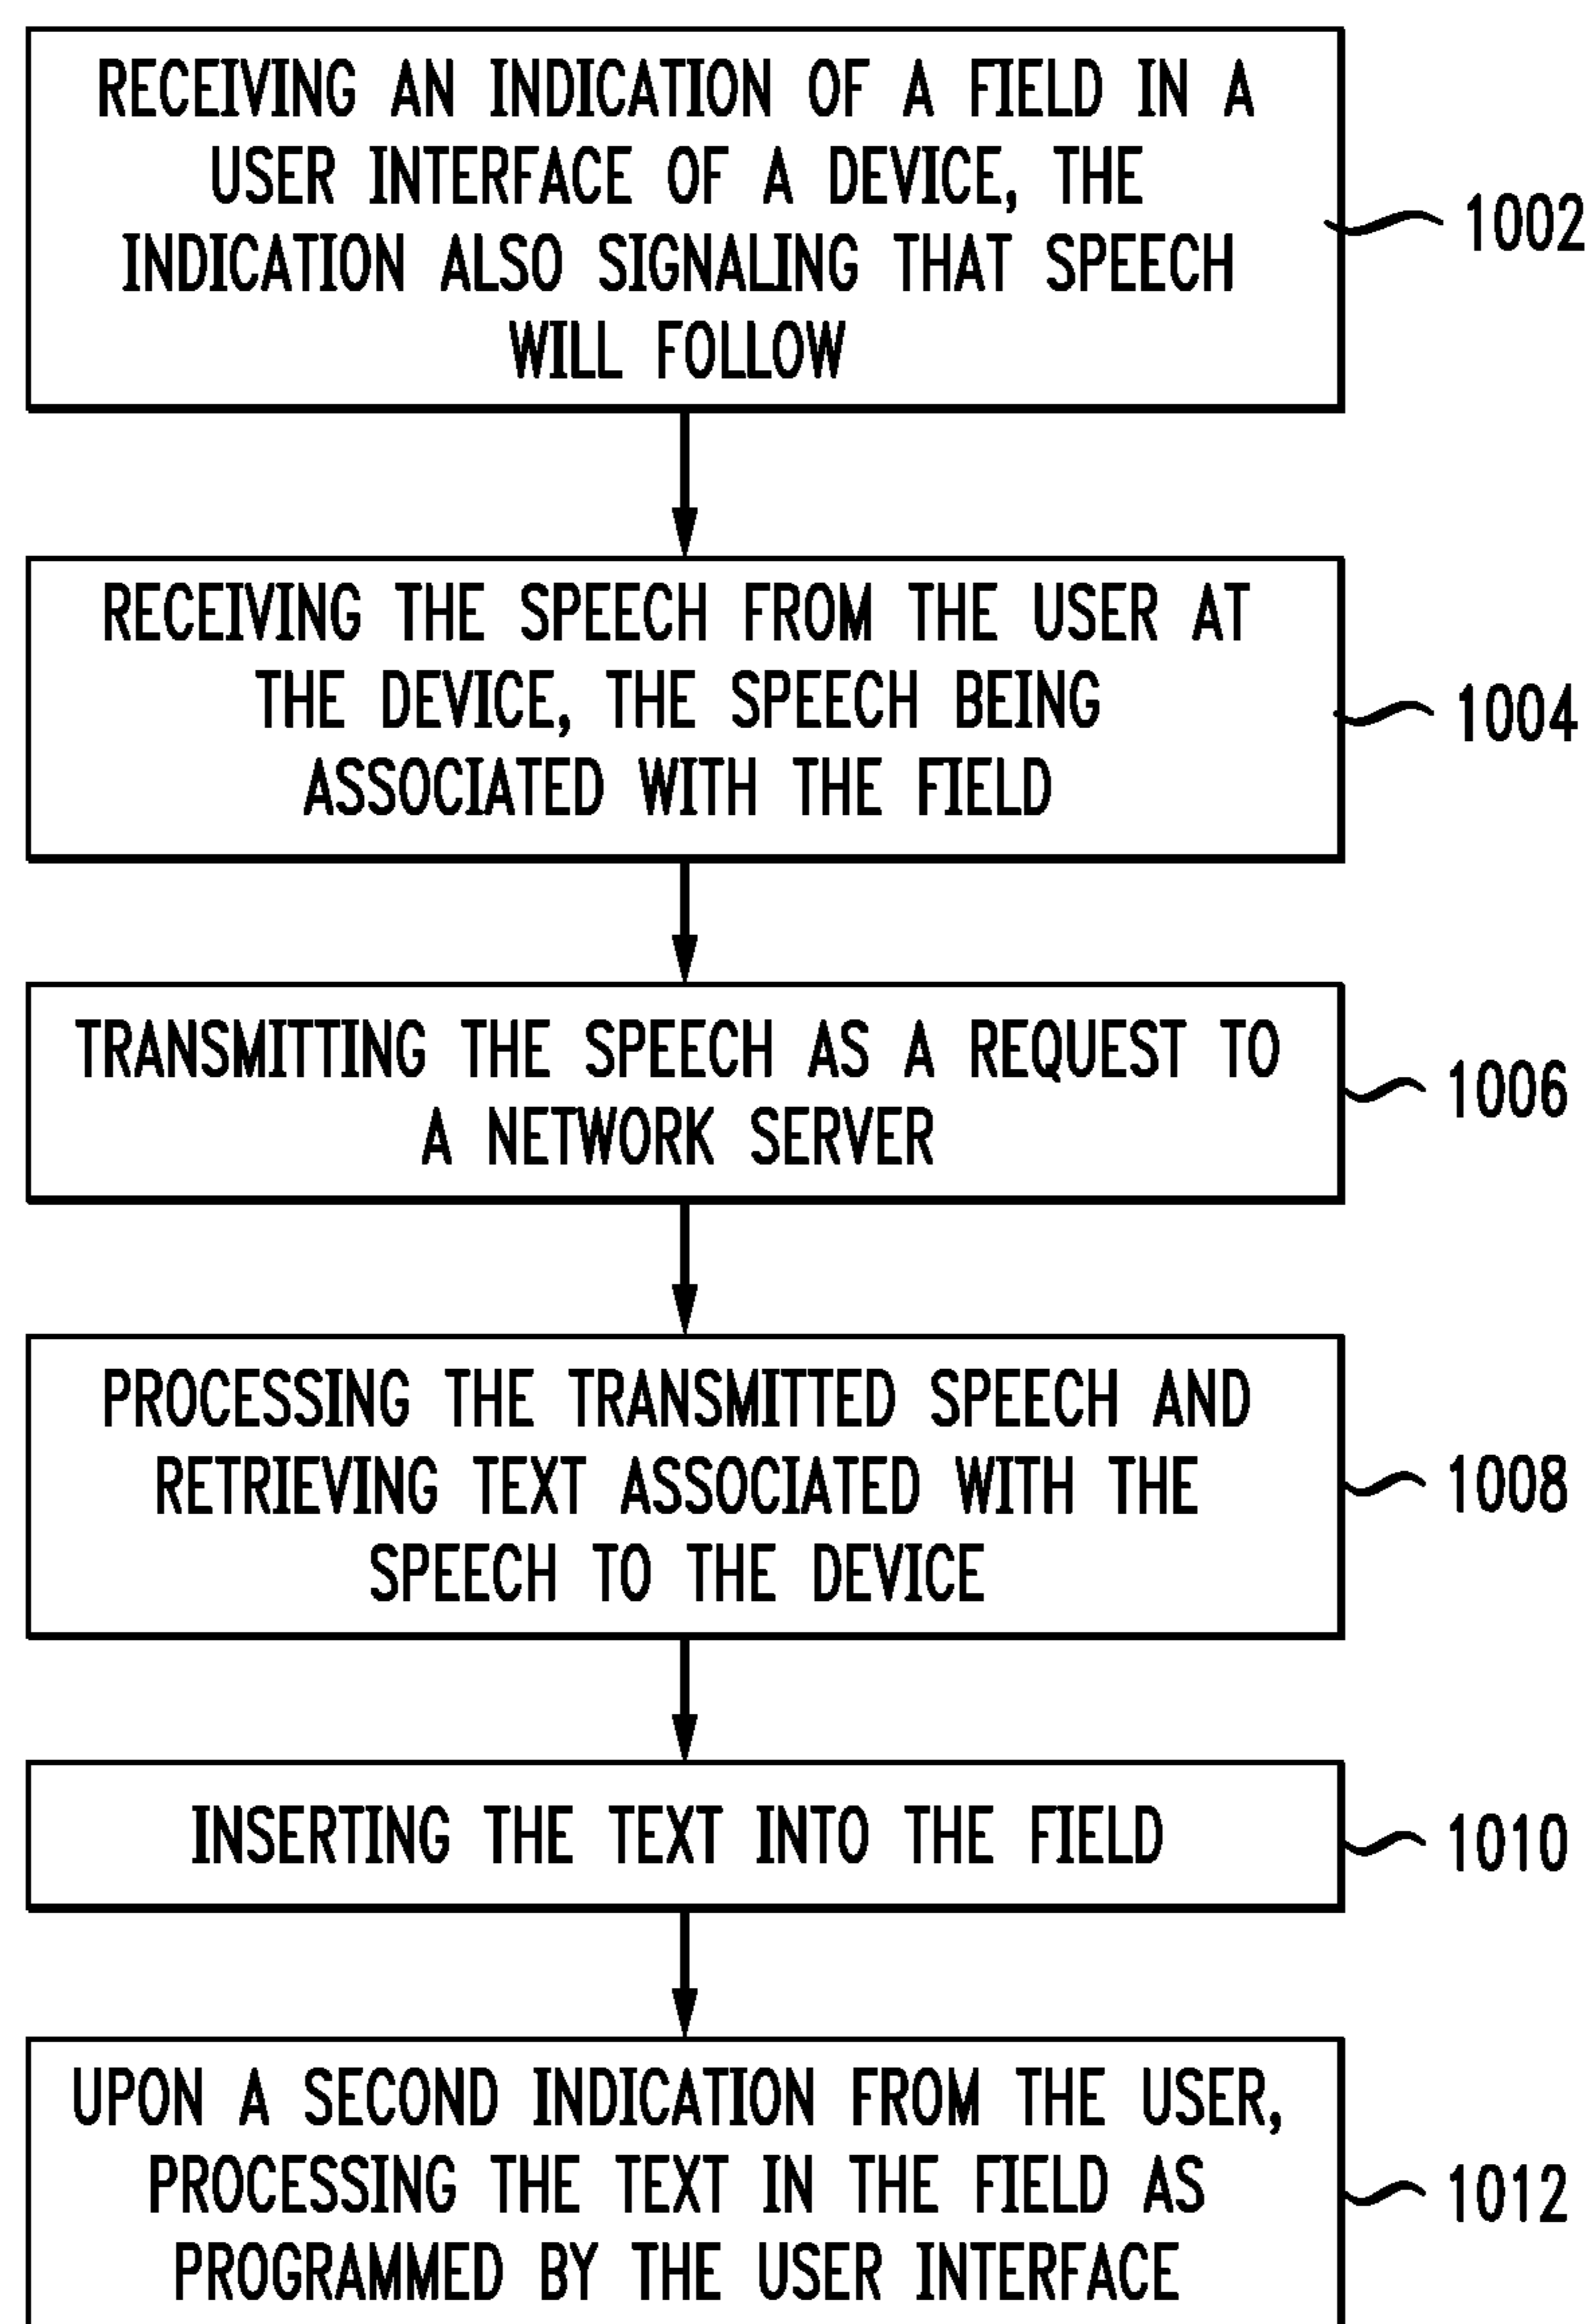 RECEIVING AN INDICATION OF A FIELD IN A
USER INTERFACE OF A DEVICE, THE
INDICATION ALSO SIGNALING THAT SPEECH
WILL FOLLOW
1002
RECEIVING THE SPEECH FROM THE USER AT
THE DEVICE, THE SPEECH BEING
ASSOCIATED WITH THE FIELD
1004
TRANSMITTING THE SPEECH AS A REQUEST TO
A NETWORK SERVER
1006
PROCESSING THE TRANSMITTED SPEECH AND
RETRIEVING TEXT ASSOCIATED WITH THE
SPEECH TO THE DEVICE
1008
INSERTING THE TEXT INTO THE FIELD
1010
UPON A SECOND INDICATION FROM THE USER,
PROCESSING THE TEXT IN THE FIELD AS
PROGRAMMED BY THE USER INTERFACE
1012